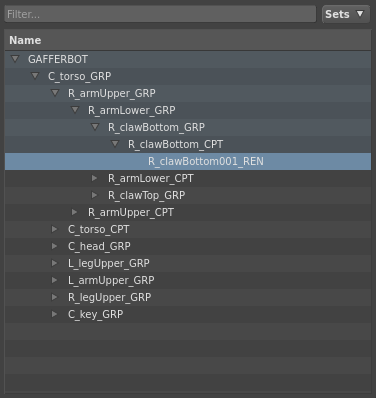 Filter...
Sets
Name
GAFFERBOT
C_torso_GRP
R_armUpper_GRP
R_armLower_GRP
R_clawBottom_GRP
R_clawBottom_CPT
R_clawBottom001_REN
R_armLower_CPT
R_clawTop_GRP
R_armUpper_CPT
C_torso_CPT
C_head_GRP
L_legUpper_GRP
L_armUpper_GRP
R_legUpper_GRP
C_key_GRP